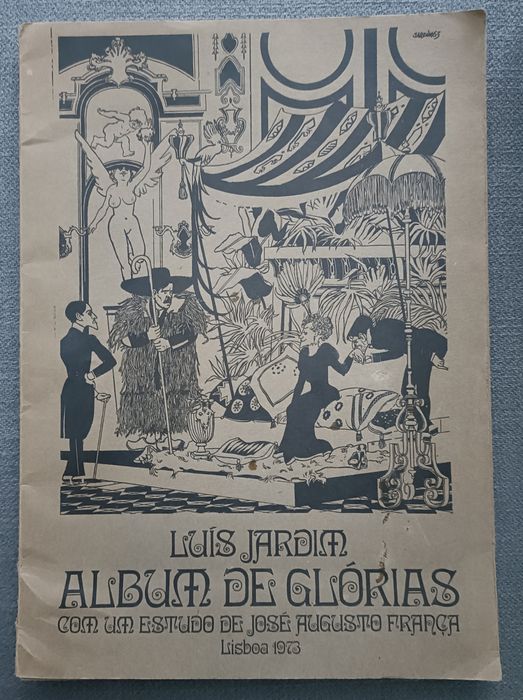 LUÍS JARDIM
ALBUM DE GLÓRIAS
COM UM ESTUDO DE JOSÉ AUGUSTO FRANÇA
Lisboa 1973